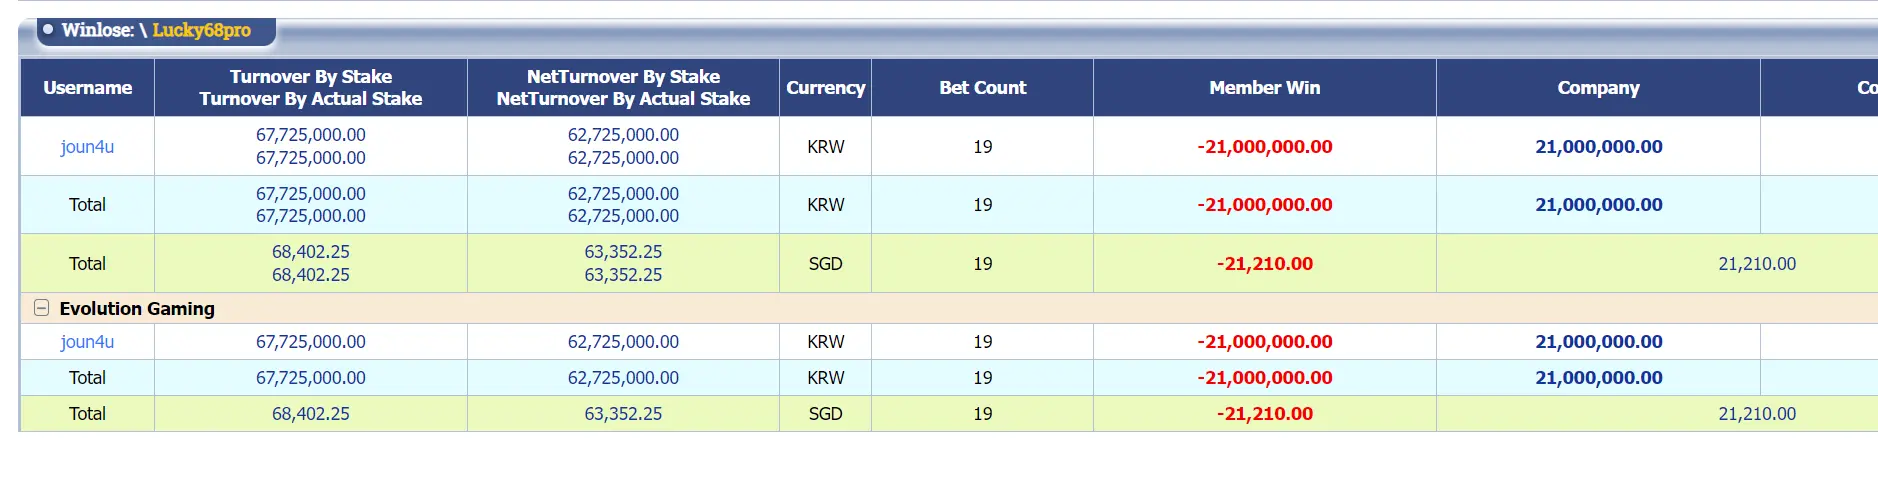 Winlose: \ Lucky68pro
Username Turnover By Stake NetTurnover By Stake Currency Bet Count Member Win Company Co
Turnover By Actual Stake NetTurnover By Actual Stake
joun4u 67,725,000.00 62,725,000.00 KRW 19 -21,000,000.00 21,000,000.00
67,725,000.00 62,725,000.00
Total 67,725,000.00 62,725,000.00 KRW 19 -21,000,000.00 21,000,000.00
67,725,000.00 62,725,000.00
Total 68,402.25 63,352.25 SGD 19 -21,210.00 21,210.00
68,402.25 63,352.25
Evolution Gaming
joun4u 67,725,000.00 62,725,000.00 KRW 19 -21,000,000.00 21,000,000.00
Total 67,725,000.00 62,725,000.00 KRW 19 -21,000,000.00 21,000,000.00
Total 68,402.25 63,352.25 SGD 19 -21,210.00 21,210.00